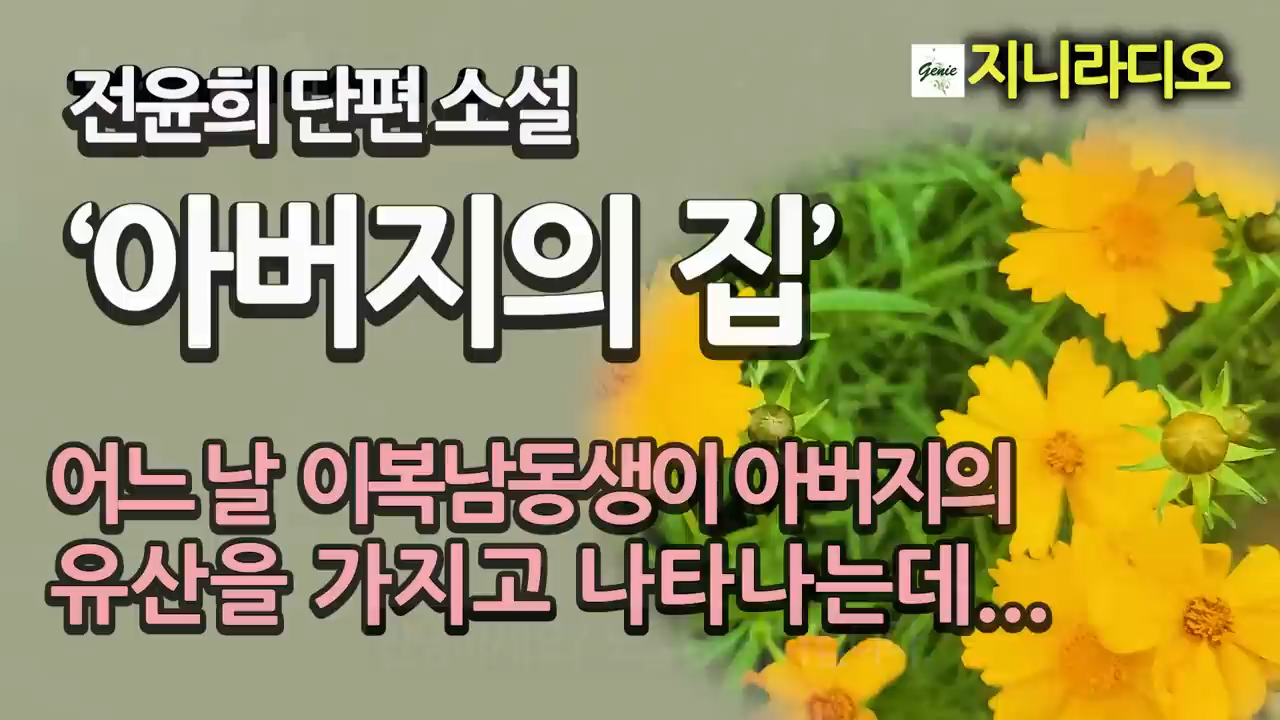 전윤희 단편 소설
Genie 지니라디오
‘아버지의 집’
어느 날 이복남동생이 아버지의
유산을 가지고 나타나는데...